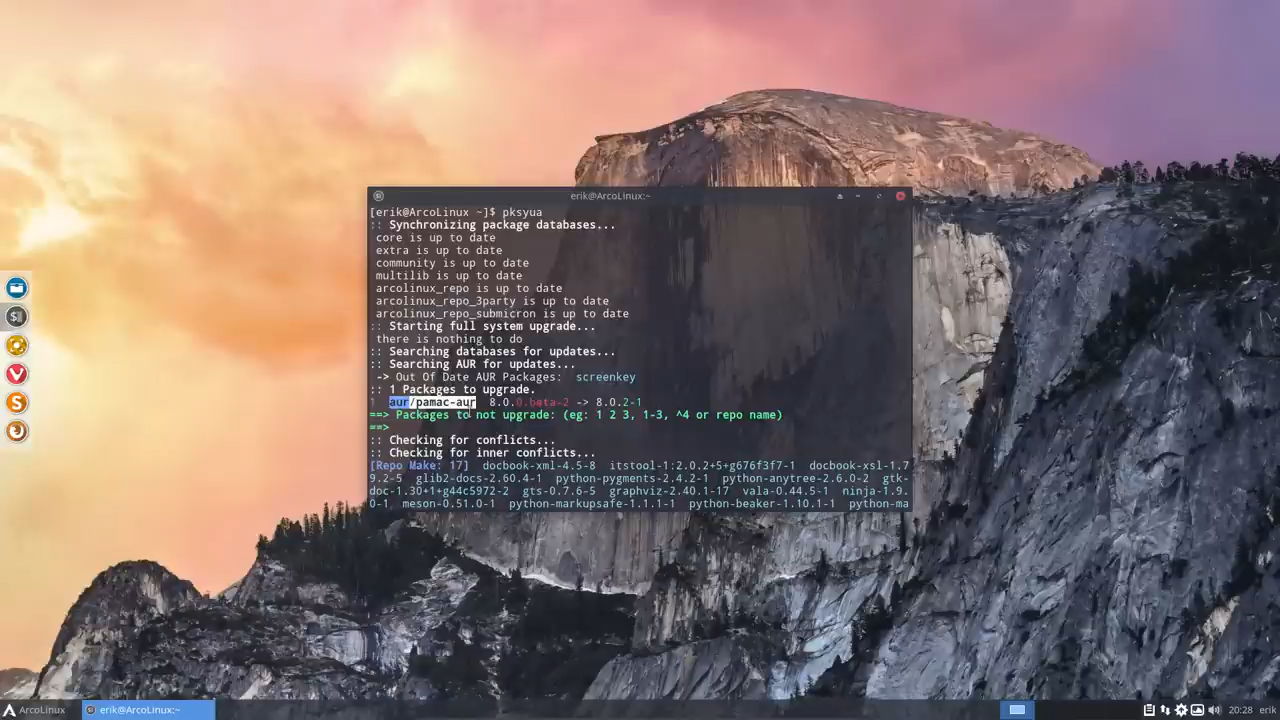 erik@ArcoLinux:~
[erik@ArcoLinux ~]$ pksyua
:: Synchronizing package databases...
core is up to date
extra is up to date
community is up to date
multilib is up to date
arcolinux_repo is up to date
arcolinux_repo_3party is up to date
arcolinux_repo_submicron is up to date
:: Starting full system upgrade...
there is nothing to do
:: Searching databases for updates...
:: Searching AUR for updates...
-> Out Of Date AUR Packages:  screenkey
:: 1 Packages to upgrade.
1  aur/pamac-aur  8.0.0.beta-2 -> 8.0.2-1
==> Packages to not upgrade: (eg: 1 2 3, 1-3, ^4 or repo name)
==>
:: Checking for conflicts...
:: Checking for inner conflicts...
[Repo Make: 17]  docbook-xml-4.5-8  itstool-1:2.0.2+5+g676f3f7-1  docbook-xsl-1.7
9.2-5  glib2-docs-2.60.4-1  python-pygments-2.4.2-1  python-anytree-2.6.0-2  gtk-
doc-1.30+1+g44c5972-2  gts-0.7.6-5  graphviz-2.40.1-17  vala-0.44.5-1  ninja-1.9.
0-1  meson-0.51.0-1  python-markupsafe-1.1.1-1  python-beaker-1.10.1-1  python-ma
ArcoLinux
erik@ArcoLinux:~
20:28
erik